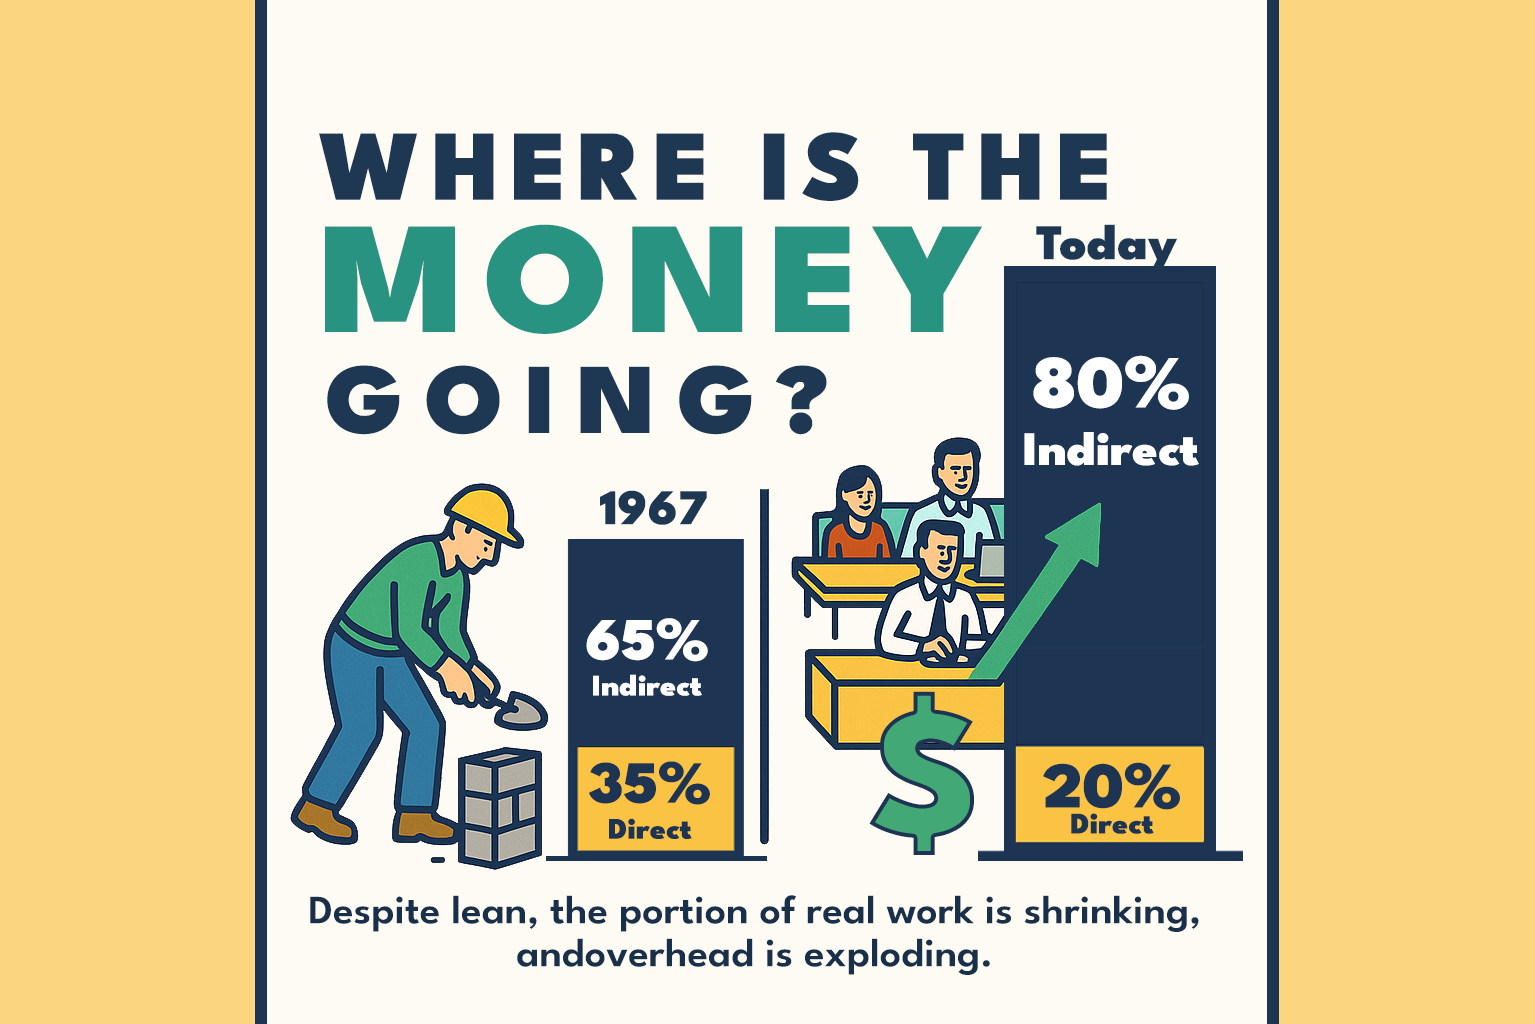 WHERE IS THE
MONEY
GOING?
Today
80%
Indirect
1967
65%
Indirect
35%
Direct
$
20%
Direct
Despite lean, the portion of real work is shrinking,
andoverhead is exploding.